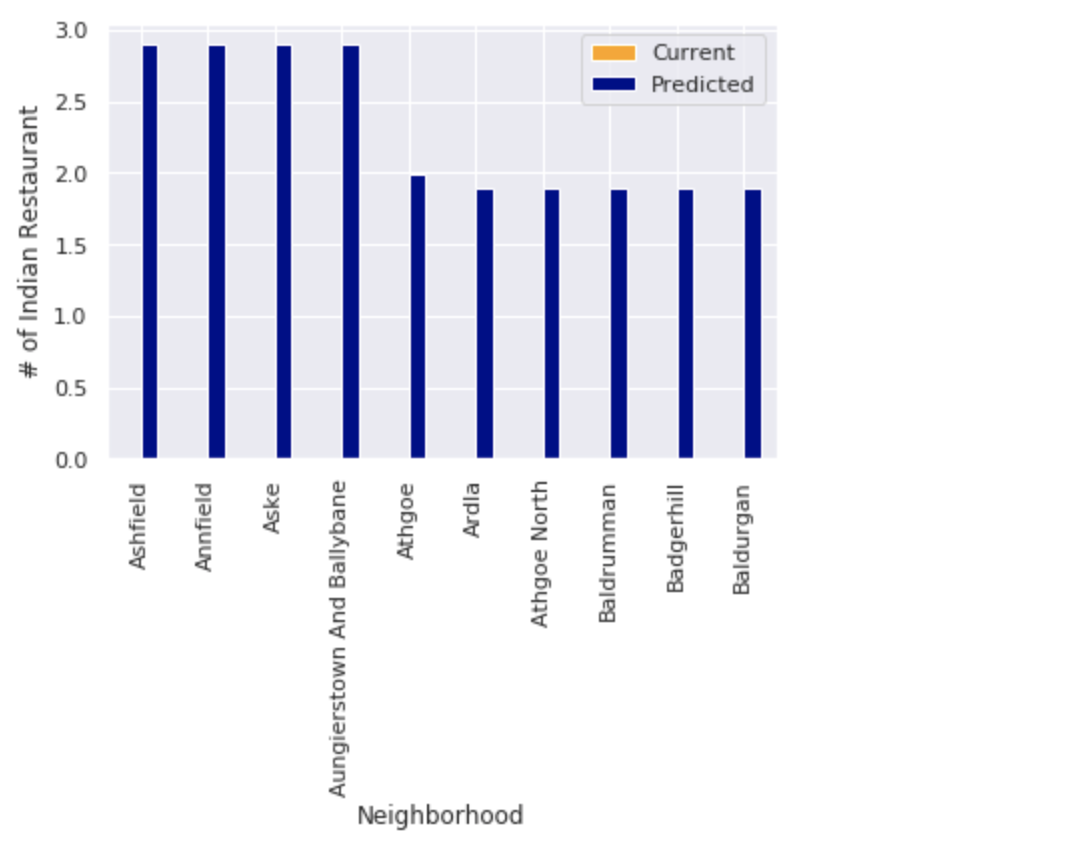 3.0
2.5
2.0
1.5
1.0
0.5
0.0
# of Indian Restaurant
Current
Predicted
Ashfield
Annfield
Aske
Aungierstown And Ballybane
Athgoe
Ardla
Athgoe North
Baldrumman
Badgerhill
Baldurgan
Neighborhood